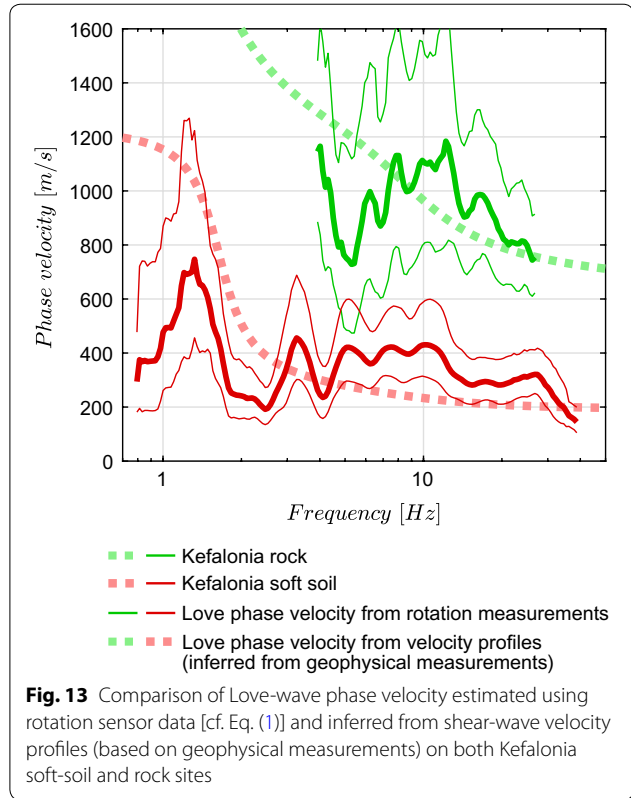 1600
1400
1200
1000
800
600
400
200
0
Phase velocity [m/s]
1
10
Frequency [Hz]
Kefalonia rock
Kefalonia soft soil
Love phase velocity from rotation measurements
Love phase velocity from velocity profiles
(inferred from geophysical measurements)
Fig. 13 Comparison of Love-wave phase velocity estimated using
rotation sensor data [cf. Eq. (1)] and inferred from shear-wave velocity
profiles (based on geophysical measurements) on both Kefalonia
soft-soil and rock sites